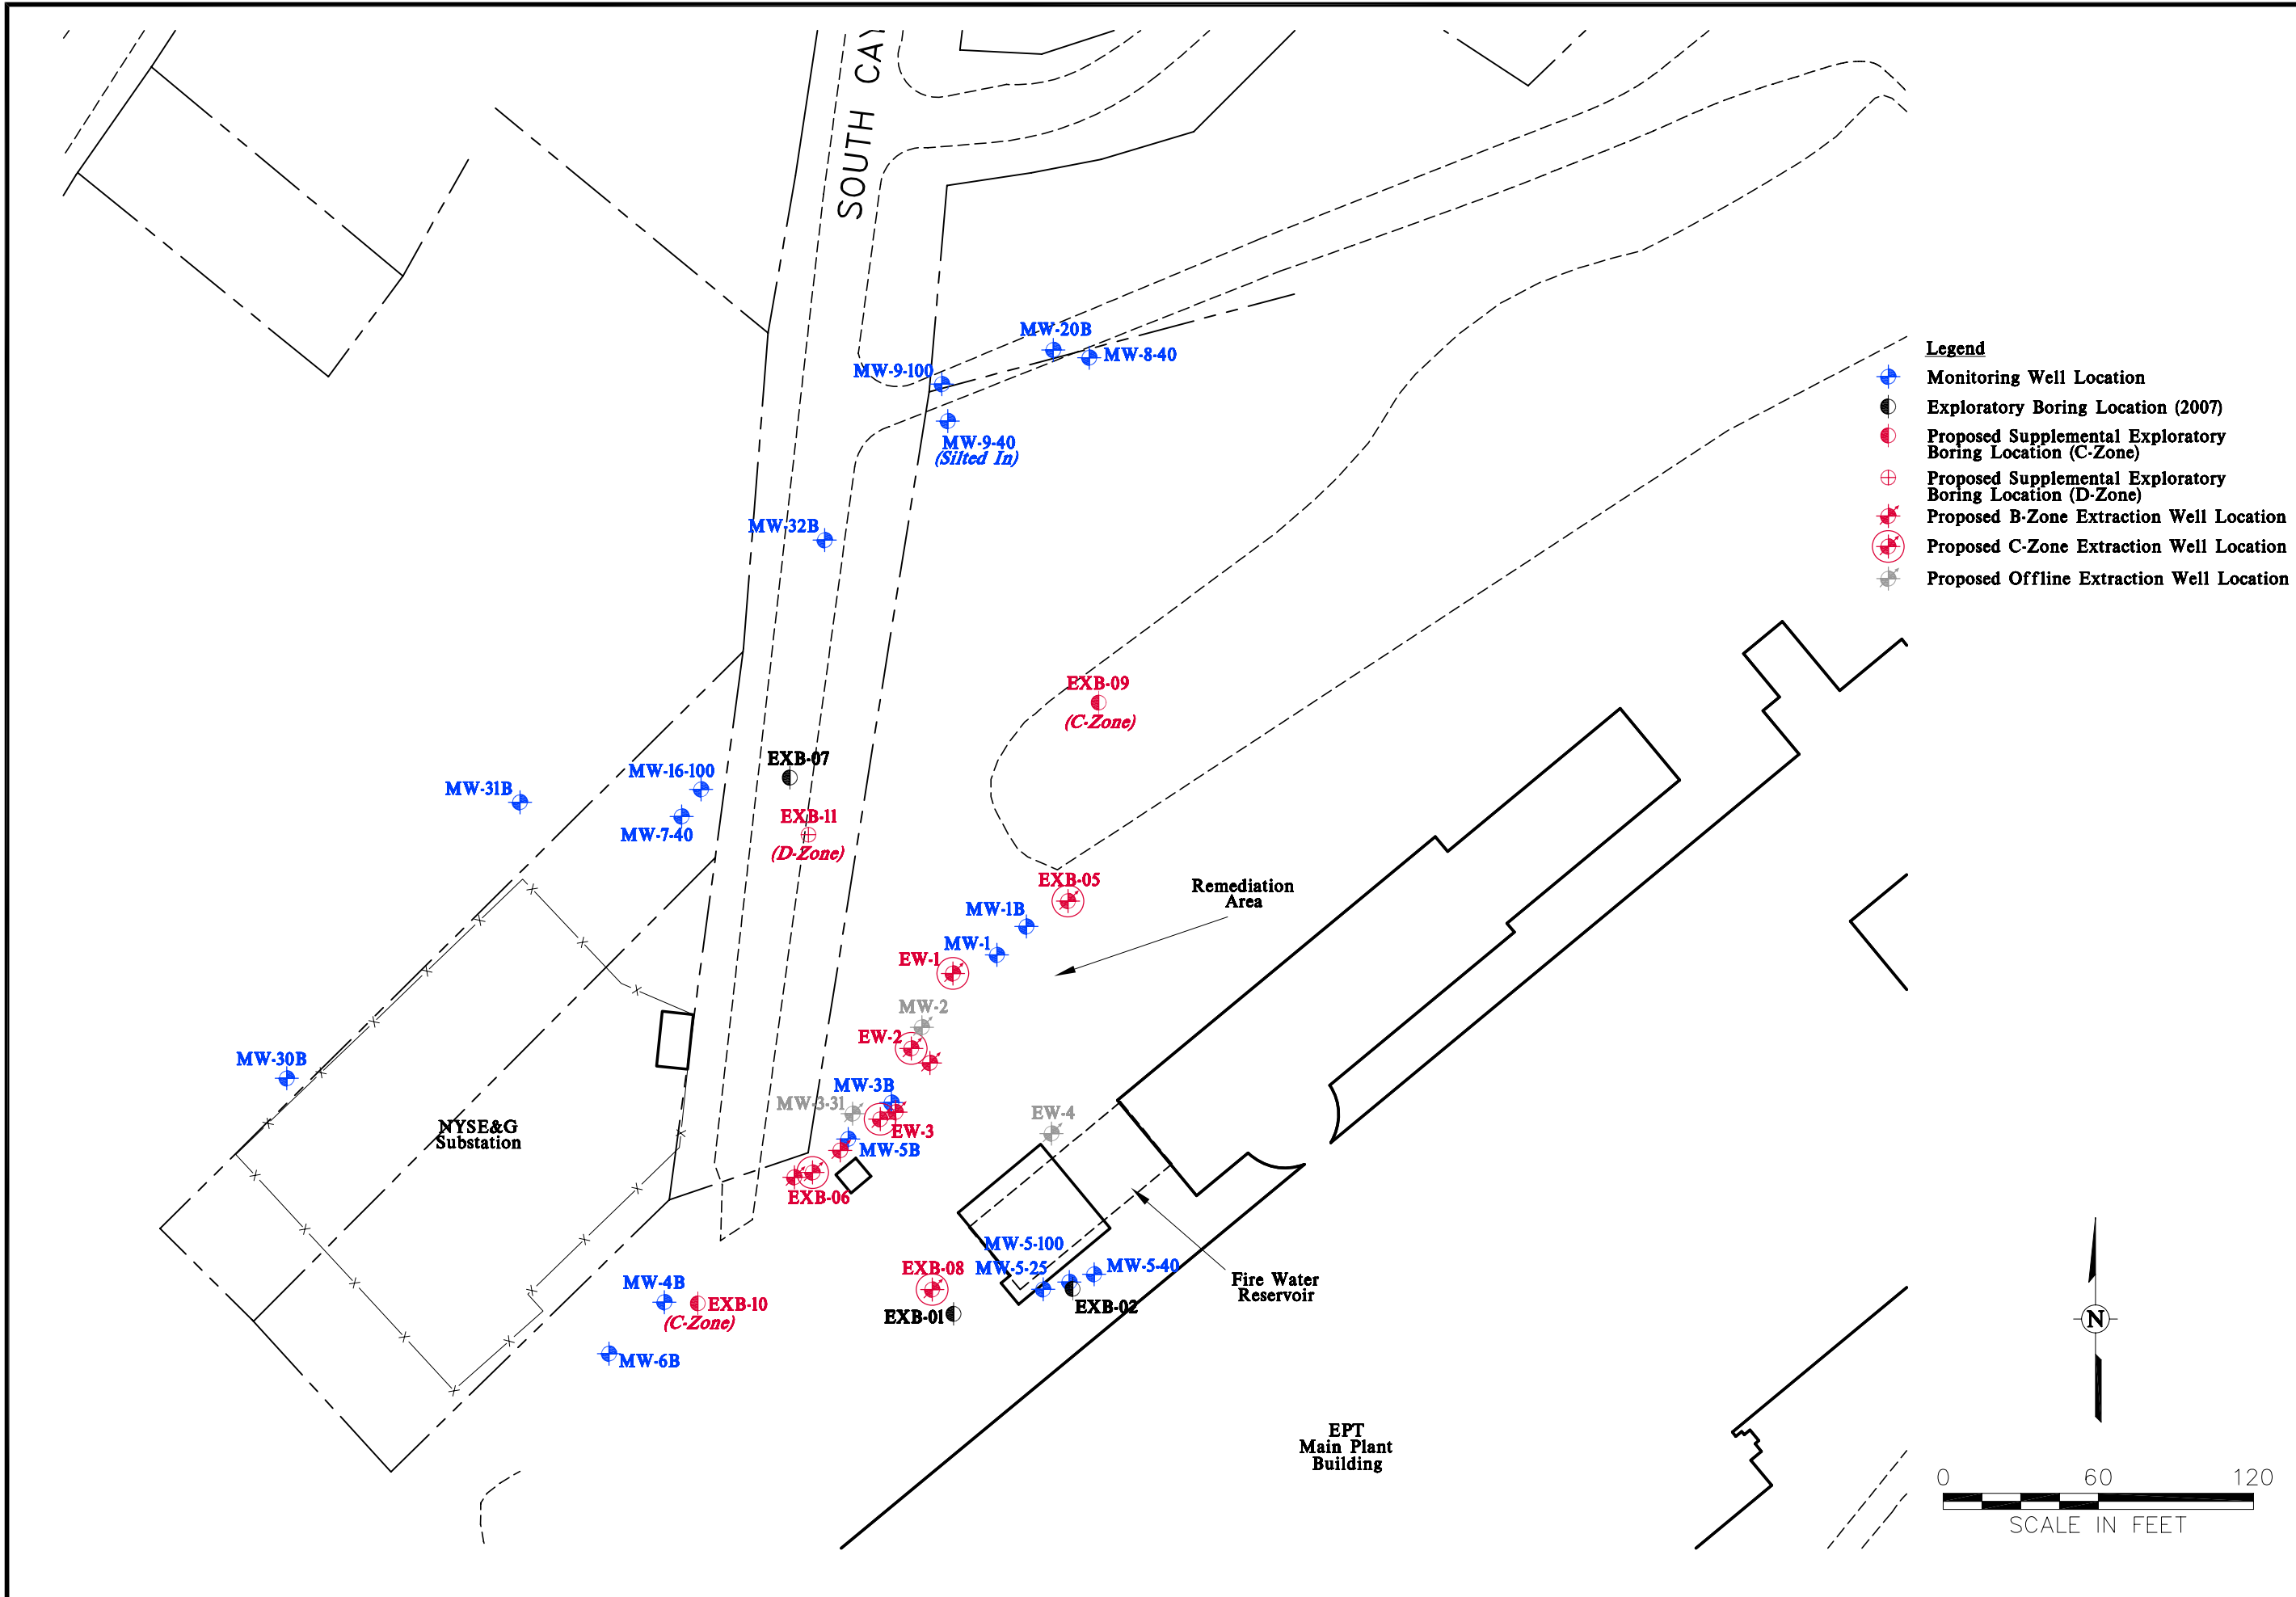 SOUTH CAY
MW-20B
MW-8-40
MW-9-100
MW-9-40
(Silted In)
MW-32B
Legend
Monitoring Well Location
Exploratory Boring Location (2007)
Proposed Supplemental Exploratory
Boring Location (C-Zone)
Proposed Supplemental Exploratory
Boring Location (D-Zone)
Proposed B-Zone Extraction Well Location
Proposed C-Zone Extraction Well Location
Proposed Offline Extraction Well Location
EXB-09
(C-Zone)
EXB-07
MW-16-100
MW-31B
MW-7-40
EXB-11
(D-Zone)
EXB-05
Remediation
Area
MW-1B
MW-1
EW-1
MW-2
EW-2
MW-30B
MW-3B
MW-3-31
EW-3
EW-4
NYSE&G
Substation
MW-5B
EXB-06
MW-5-100
MW-5-25
MW-5-40
EXB-08
EXB-02
EXB-01
Fire Water
Reservoir
MW-4B
EXB-10
(C-Zone)
MW-6B
N
EPT
Main Plant
Building
0 60 120
SCALE IN FEET